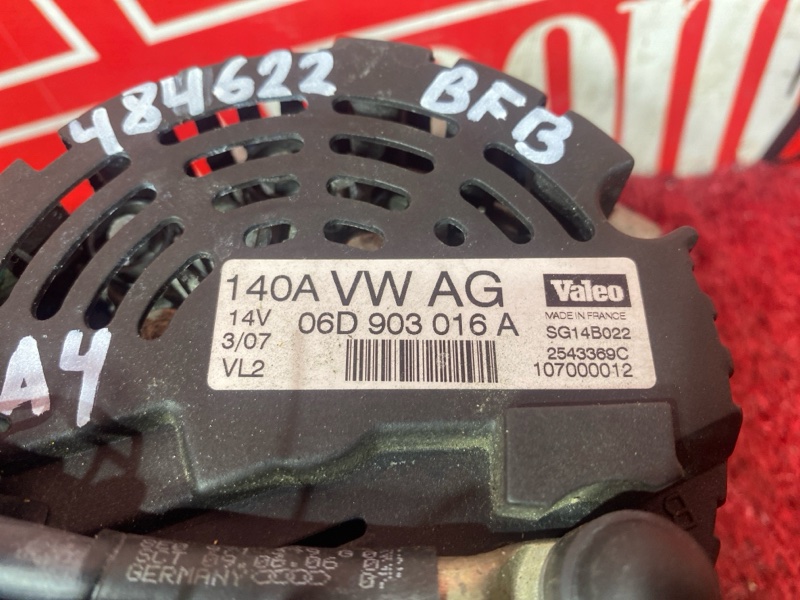 484622
BFB
A4
140A VW AG
14V 06D 903 016 A
3/07
VL2
Valeo
MADE IN FRANCE
SG14B022
2543369C
107000012
GERMANY